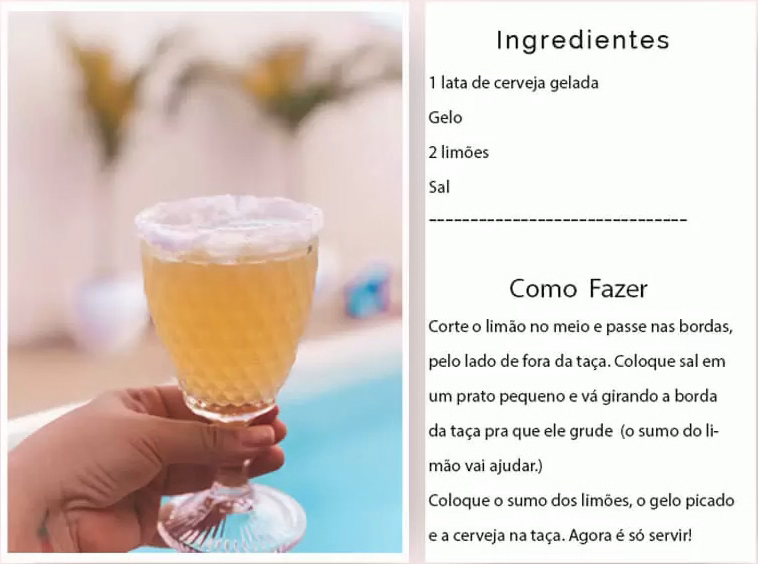 Ingredientes
1 lata de cerveja gelada
Gelo
2 limões
Sal
--------------------------------
Como Fazer
Corte o limão no meio e passe nas bordas,
pelo lado de fora da taça. Coloque sal em
um prato pequeno e vá girando a borda
da taça pra que ele grude (o sumo do li-
mão vai ajudar.)
Coloque o sumo dos limões, o gelo picado
e a cerveja na taça. Agora é só servir!